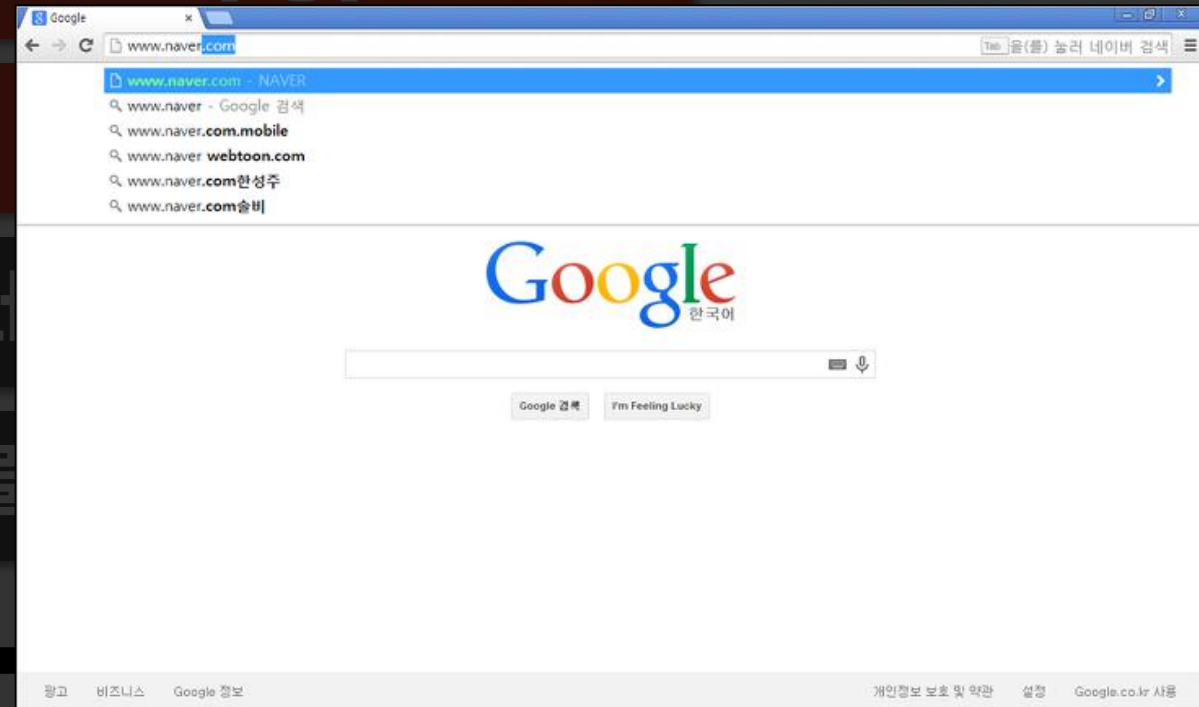 Google
www.naver.com
Tab 을(를) 눌러 네이버 검색
www.naver.com - NAVER
www.naver - Google 검색
www.naver.com.mobile
www.naver webtoon.com
www.naver.com한성주
www.naver.com술비
Google
한국어
Google 검색
I'm Feeling Lucky
광고 비즈니스 Google 정보
개인정보 보호 및 약관 설정 Google.co.kr 사용